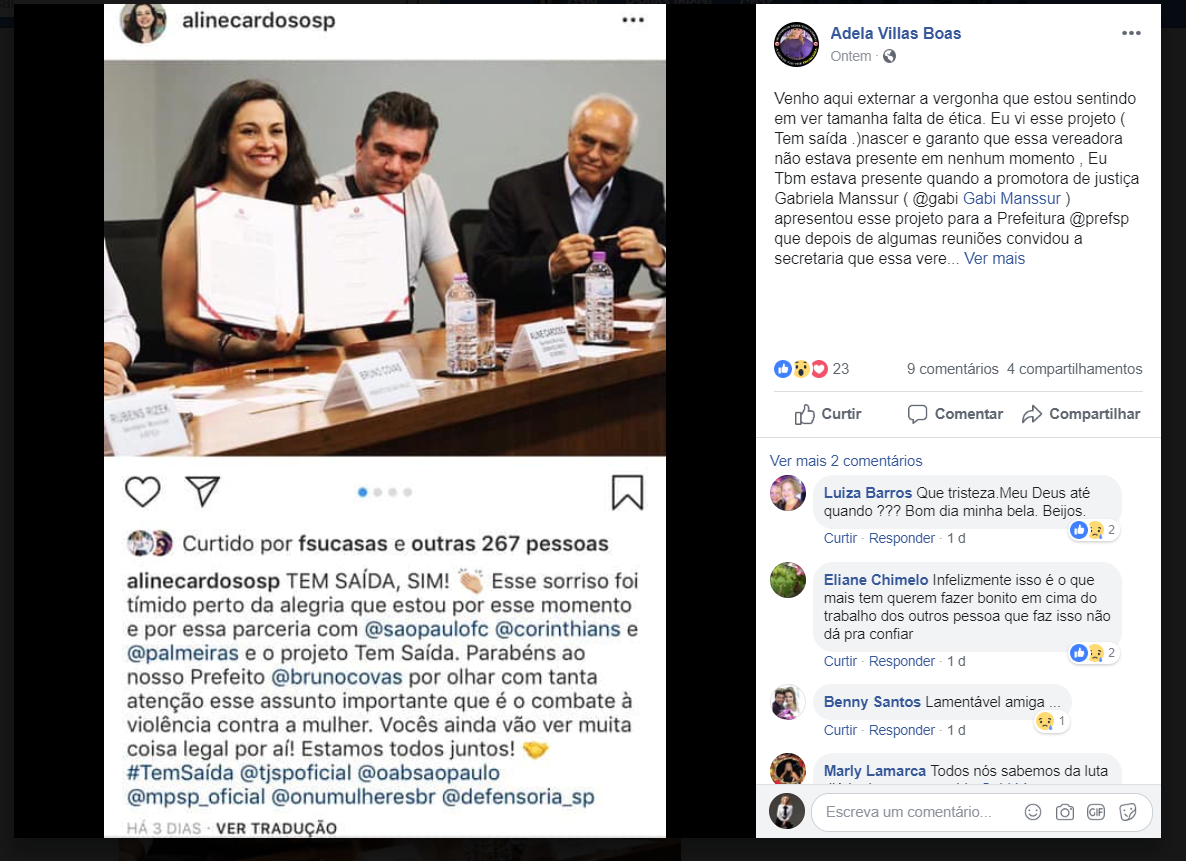 alinecardososp
RUBENS RIZEK
BRUNO COVAS
ALINE CARDOSO
Curtido por fsucasas e outras 267 pessoas
alinecardososp TEM SAÍDA, SIM! 👏🏼 Esse sorriso foi
tímido perto da alegria que estou por esse momento
e por essa parceria com @saopaulofc @corinthians e
@palmeiras e o projeto Tem Saída. Parabéns ao
nosso Prefeito @brunocovas por olhar com tanta
atenção esse assunto importante que é o combate à
violência contra a mulher. Vocês ainda vão ver muita
coisa legal por aí! Estamos todos juntos! 🤝
#TemSaída @tjspoficial @oabsaopaulo
@mpsp_oficial @onumulheresbr @defensoria_sp
HÁ 3 DIAS · VER TRADUÇÃO
Adela Villas Boas
Ontem ·
Venho aqui externar a vergonha que estou sentindo
em ver tamanha falta de ética. Eu vi esse projeto (
Tem saída .)nascer e garanto que essa vereadora
não estava presente em nenhum momento , Eu
Tbm estava presente quando a promotora de justiça
Gabriela Manssur ( @gabi Gabi Manssur )
apresentou esse projeto para a Prefeitura @prefsp
que depois de algumas reuniões convidou a
secretaria que essa vere... Ver mais
23 9 comentários 4 compartilhamentos
Curtir Comentar Compartilhar
Ver mais 2 comentários
Luiza Barros Que tristeza.Meu Deus até
quando ??? Bom dia minha bela. Beijos.
2
Curtir · Responder · 1 d
Eliane Chimelo Infelizmente isso é o que
mais tem querem fazer bonito em cima do
trabalho dos outros pessoa que faz isso não
dá pra confiar
2
Curtir · Responder · 1 d
Benny Santos Lamentável amiga ...
1
Curtir · Responder · 1 d
Marly Lamarca Todos nós sabemos da luta
Escreva um comentário... GIF